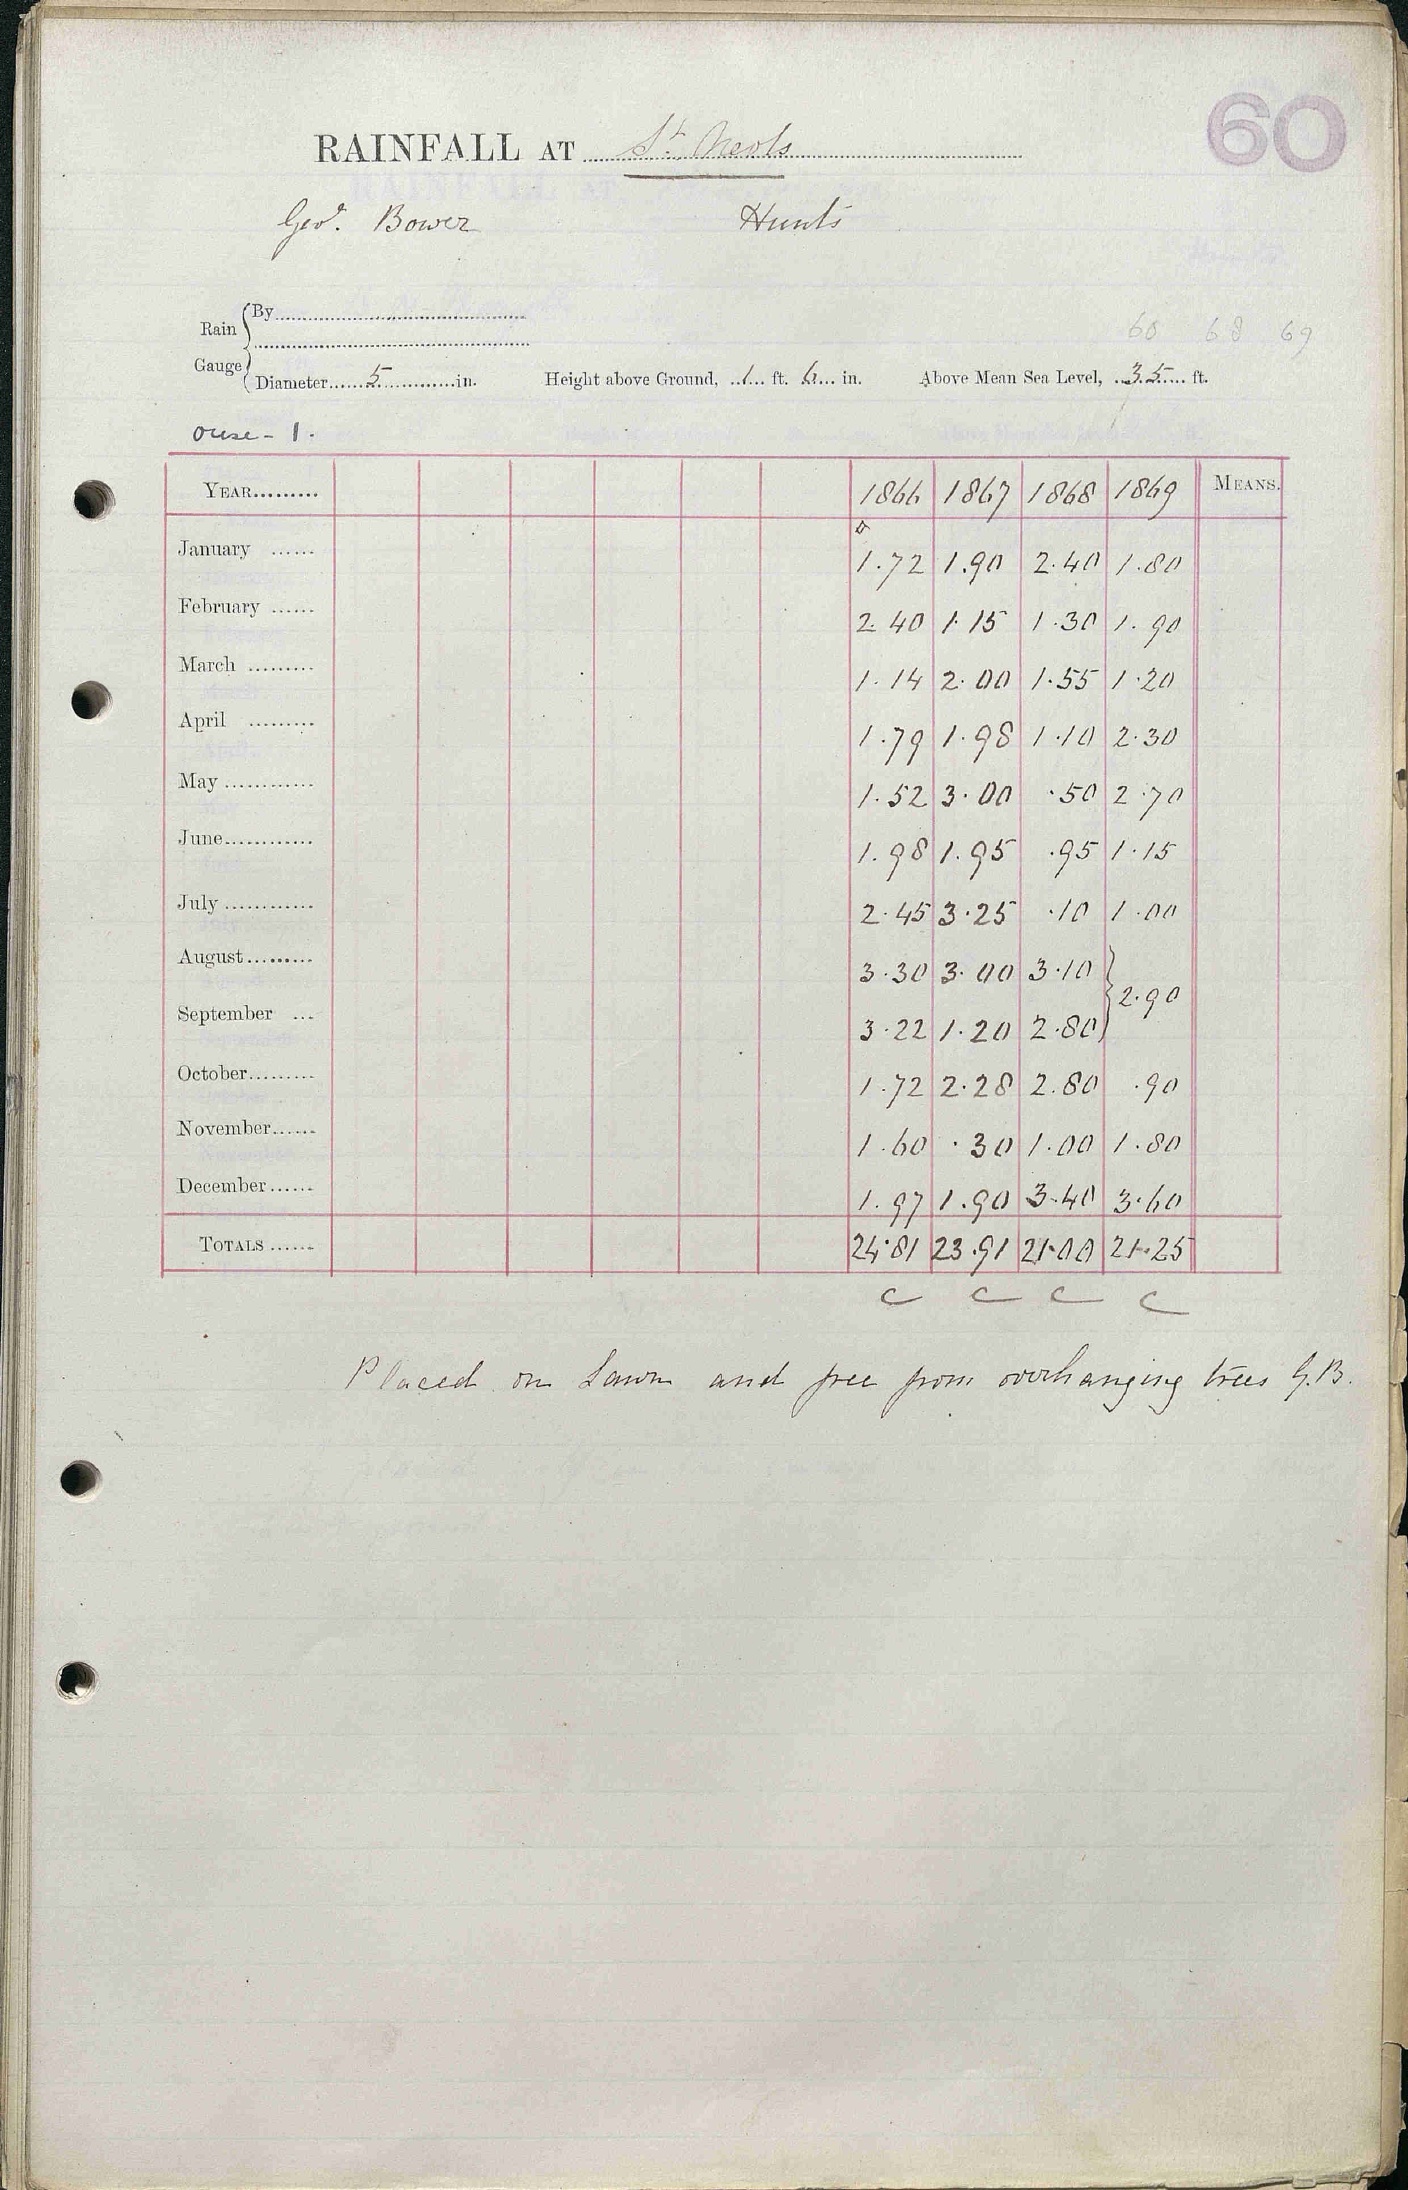 60
RAINFALL AT St. Neots
Geo. Bower Hunts
Rain Gauge { By
Diameter 5 in. Height above Ground, 1 ft. 6 in. Above Mean Sea Level, 35 ft.
60 68 69
Ouse - 1.
YEAR 1866 1867 1868 1869 MEANS.
January 1.72 1.90 2.40 1.80
February 2.40 1.15 1.30 1.90
March 1.14 2.00 1.55 1.20
April 1.79 1.98 1.10 2.30
May 1.52 3.00 .50 2.70
June 1.98 1.95 .95 1.15
July 2.45 3.25 .10 1.00
August 3.30 3.00 3.10 } 2.90
September 3.22 1.20 2.80
October 1.72 2.28 2.80 .90
November 1.60 .30 1.00 1.80
December 1.97 1.90 3.40 3.60
TOTALS 24.81 23.91 21.00 21.25
C C C C
Placed on Lawn and free from overhanging trees G.B.